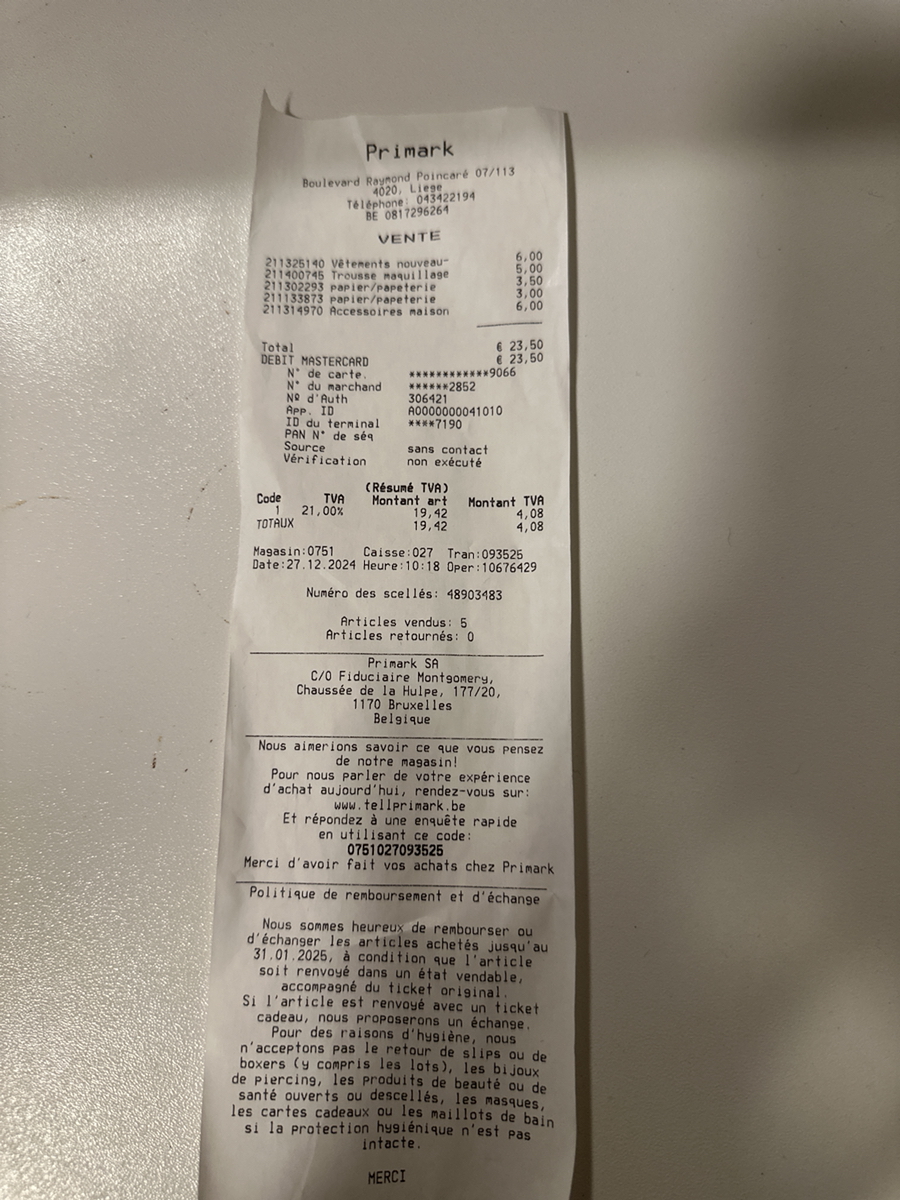 Primark
Boulevard Raymond Poincaré 07/113
4020, Liege
Téléphone: 043422194
BE 0817296264
VENTE
211325140 Vêtements nouveau- 6,00
211400745 Trousse maquillage 5,00
211302293 papier/papeterie 3,50
211133873 papier/papeterie 3,00
211314970 Accessoires maison 6,00
Total € 23,50
DEBIT MASTERCARD € 23,50
N° de carte. ************9066
N° du marchand ******2852
Nº d'Auth 306421
App. ID A0000000041010
ID du terminal ****7190
PAN N° de séq
Source sans contact
Vérification non exécuté
(Résumé TVA)
Code TVA Montant art Montant TVA
1 21,00% 19,42 4,08
TOTAUX 19,42 4,08
Magasin:0751 Caisse:027 Tran:093525
Date:27.12.2024 Heure:10:18 Oper:10676429
Numéro des scellés: 48903483
Articles vendus: 5
Articles retournés: 0
Primark SA
C/O Fiduciaire Montgomery,
Chaussée de la Hulpe, 177/20,
1170 Bruxelles
Belgique
Nous aimerions savoir ce que vous pensez
de notre magasin!
Pour nous parler de votre expérience
d'achat aujourd'hui, rendez-vous sur:
www.tellprimark.be
Et répondez à une enquête rapide
en utilisant ce code:
0751027093525
Merci d'avoir fait vos achats chez Primark
Politique de remboursement et d'échange
Nous sommes heureux de rembourser ou
d'échanger les articles achetés jusqu'au
31.01.2025, à condition que l'article
soit renvoyé dans un état vendable,
accompagné du ticket original.
Si l'article est renvoyé avec un ticket
cadeau, nous proposerons un échange.
Pour des raisons d'hygiène, nous
n'acceptons pas le retour de slips ou de
boxers (y compris les lots), les bijoux
de piercing, les produits de beauté ou de
santé ouverts ou descellés, les masques,
les cartes cadeaux ou les maillots de bain
si la protection hygiénique n'est pas
intacte.
MERCI